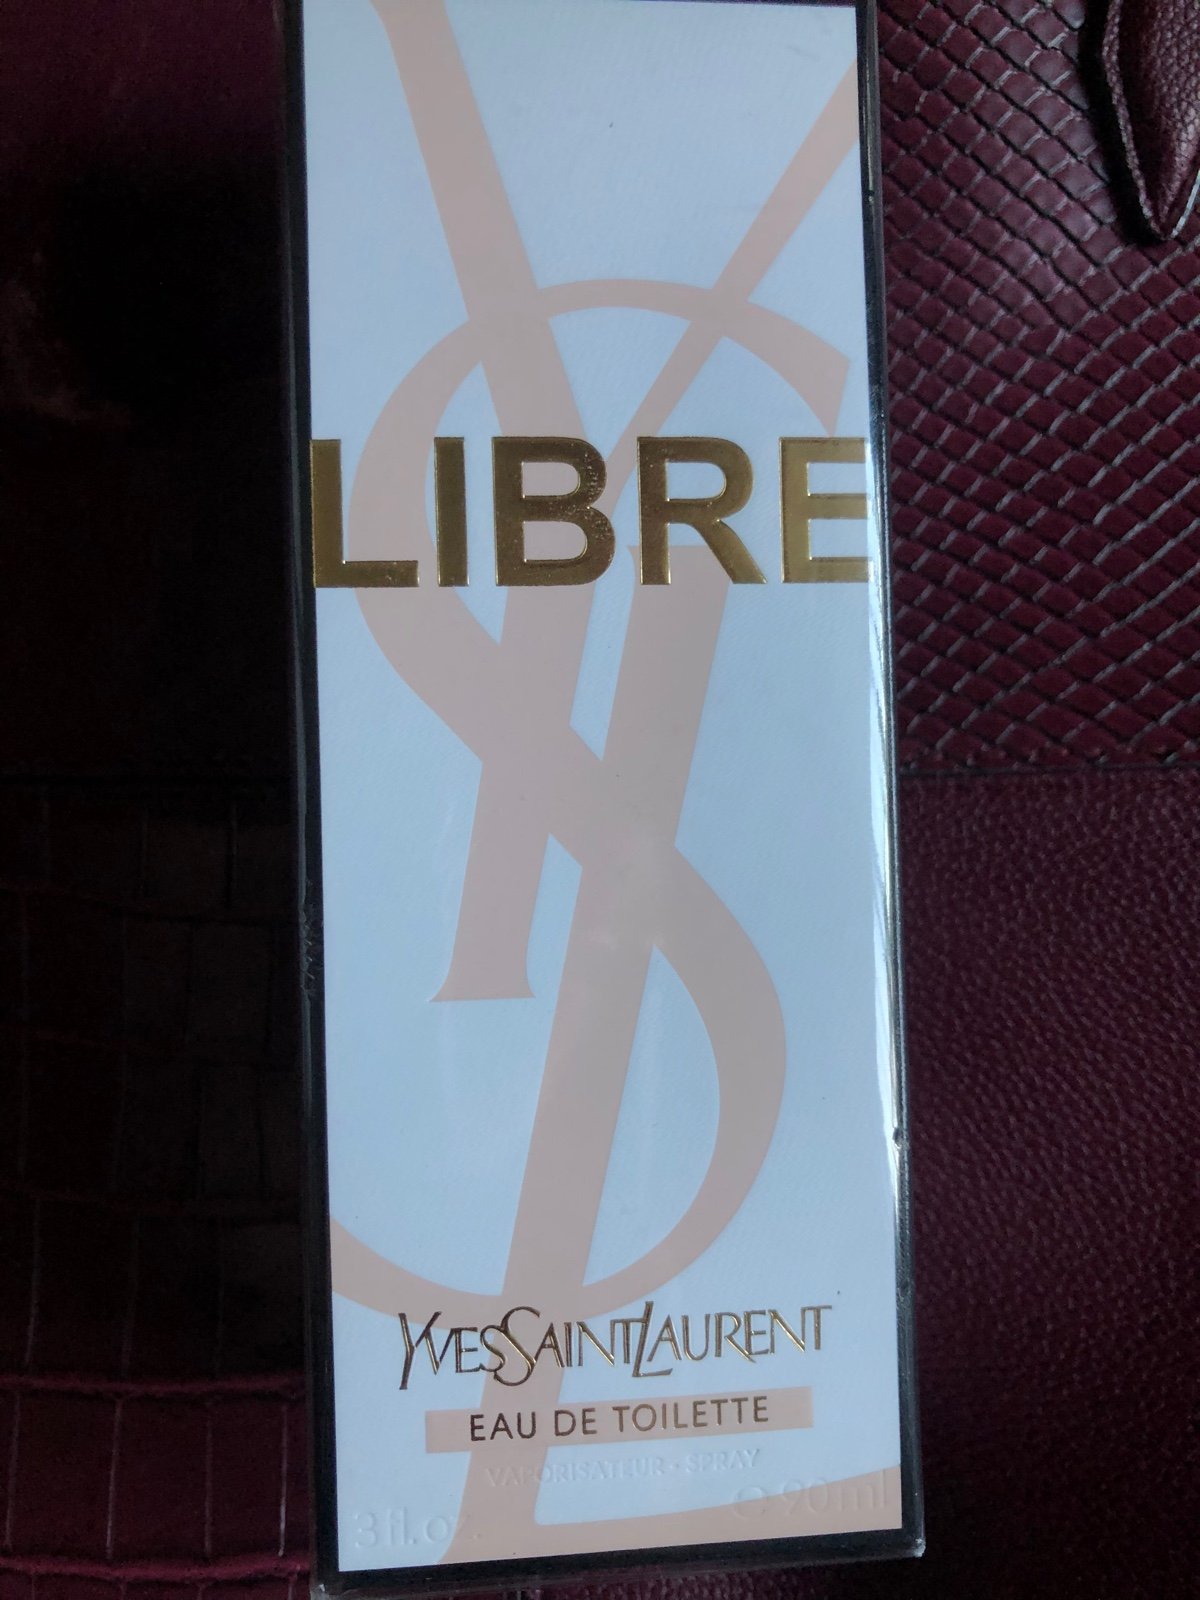 LIBRE
YVESSAINTLAURENT
EAU DE TOILETTE
VAPORISATEUR - SPRAY
3 fl. oz. ℮ 90 ml